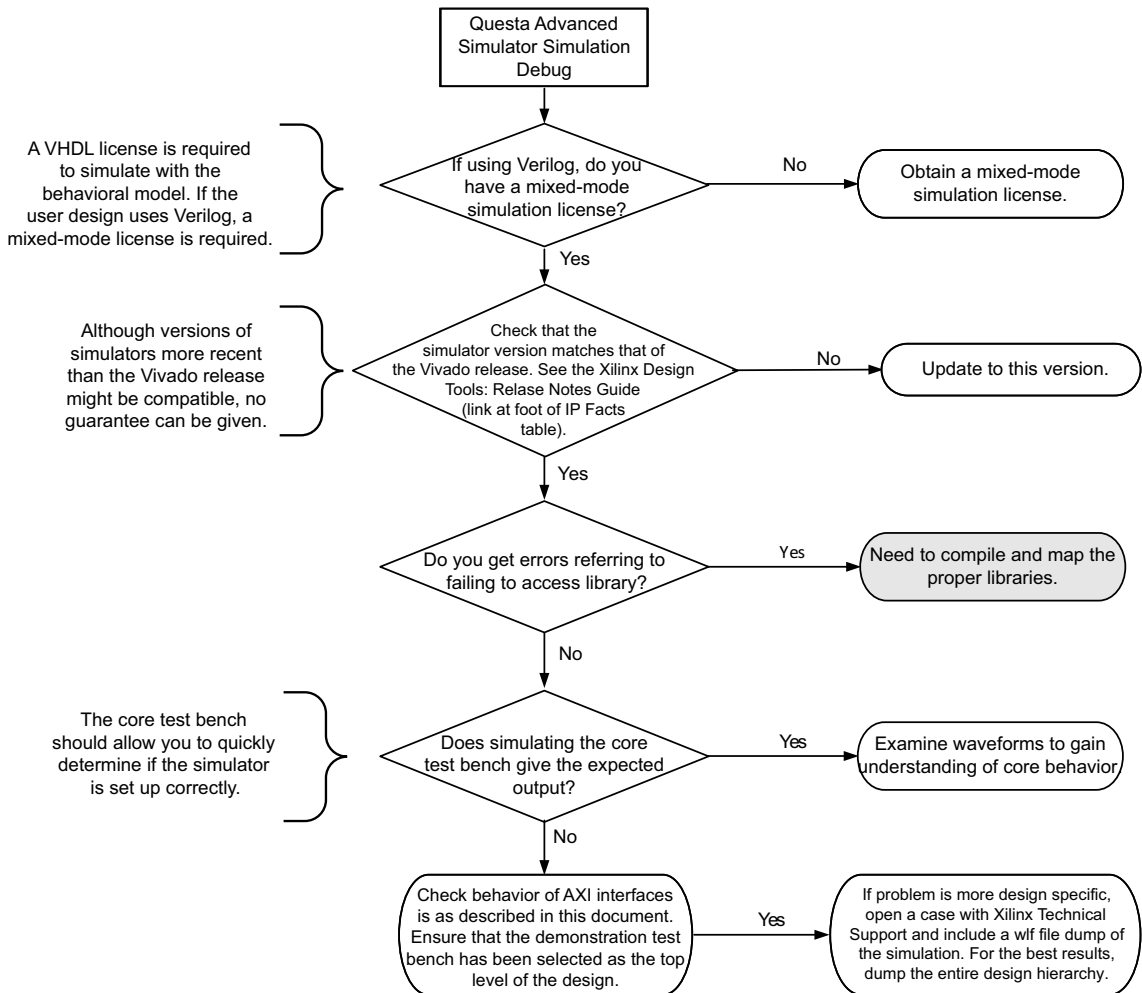 Questa Advanced
Simulator Simulation
Debug
A VHDL license is required
to simulate with the
behavioral model. If the
user design uses Verilog, a
mixed-mode license is required.
If using Verilog, do you
have a mixed-mode
simulation license?
No
Obtain a mixed-mode
simulation license.
Yes
Although versions of
simulators more recent
than the Vivado release
might be compatible, no
guarantee can be given.
Check that the
simulator version matches that of
the Vivado release. See the Xilinx Design
Tools: Relase Notes Guide
(link at foot of IP Facts
table).
No
Update to this version.
Yes
Do you get errors referring to
failing to access library?
Yes
Need to compile and map the
proper libraries.
No
The core test bench
should allow you to quickly
determine if the simulator
is set up correctly.
Does simulating the core
test bench give the expected
output?
Yes
Examine waveforms to gain
understanding of core behavior
No
Check behavior of AXI interfaces
is as described in this document.
Ensure that the demonstration test
bench has been selected as the top
level of the design.
Yes
If problem is more design specific,
open a case with Xilinx Technical
Support and include a wlf file dump of
the simulation. For the best results,
dump the entire design hierarchy.